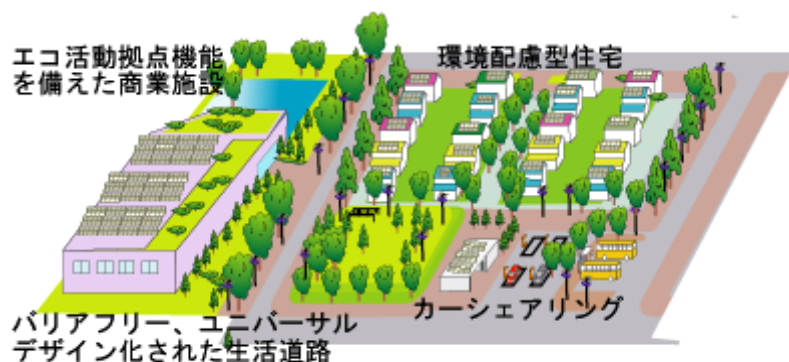 エコ活動拠点機能
を備えた商業施設
環境配慮型住宅
カーシェアリング
バリアフリー、ユニバーサル
デザイン化された生活道路